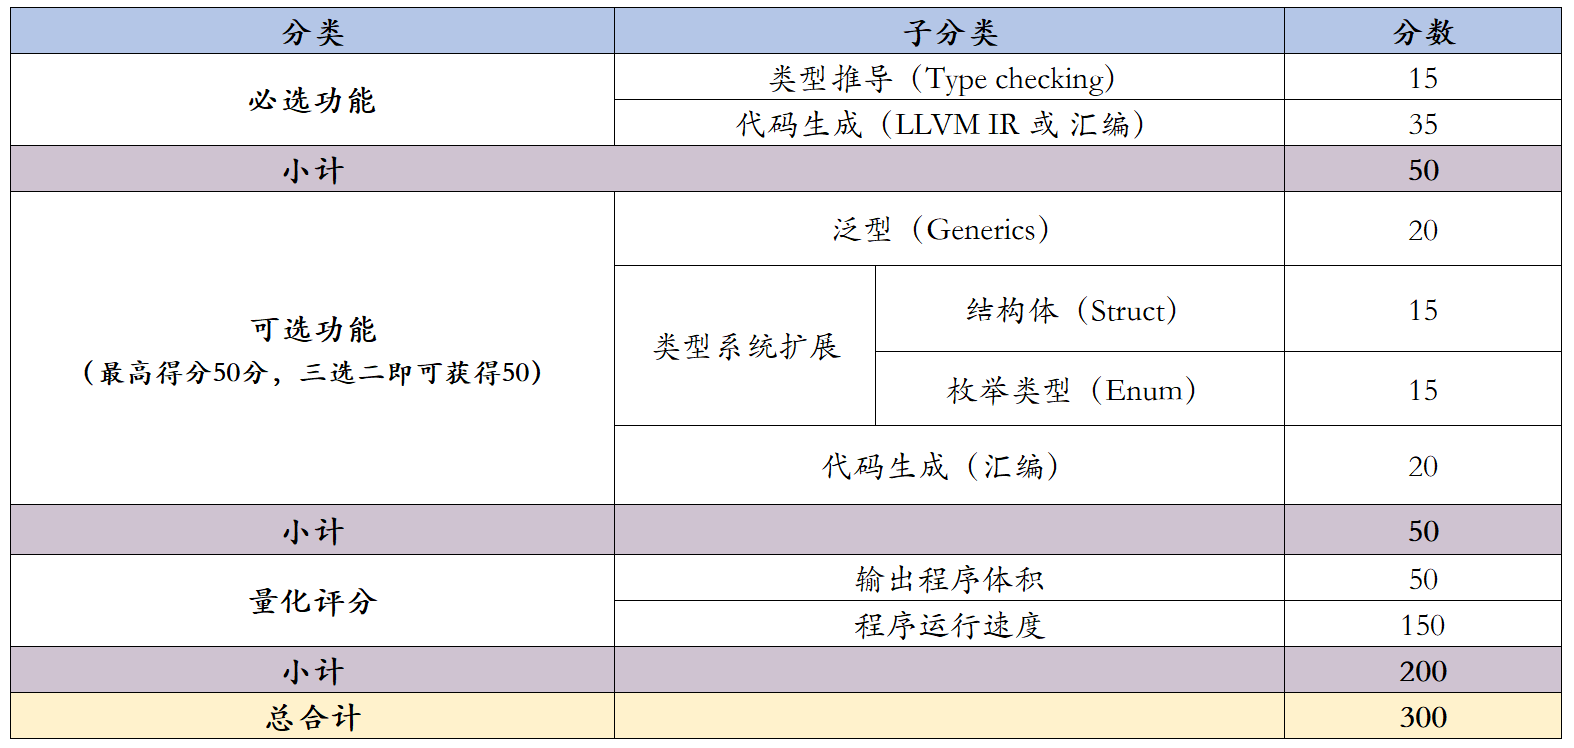 分类 子分类 分数
必选功能 类型推导（Type checking） 15
代码生成（LLVM IR 或 汇编） 35
小计 50
可选功能
（最高得分50分，三选二即可获得50）
泛型（Generics） 20
类型系统扩展 结构体（Struct） 15
枚举类型（Enum） 15
代码生成（汇编） 20
小计 50
量化评分 输出程序体积 50
程序运行速度 150
小计 200
总合计 300